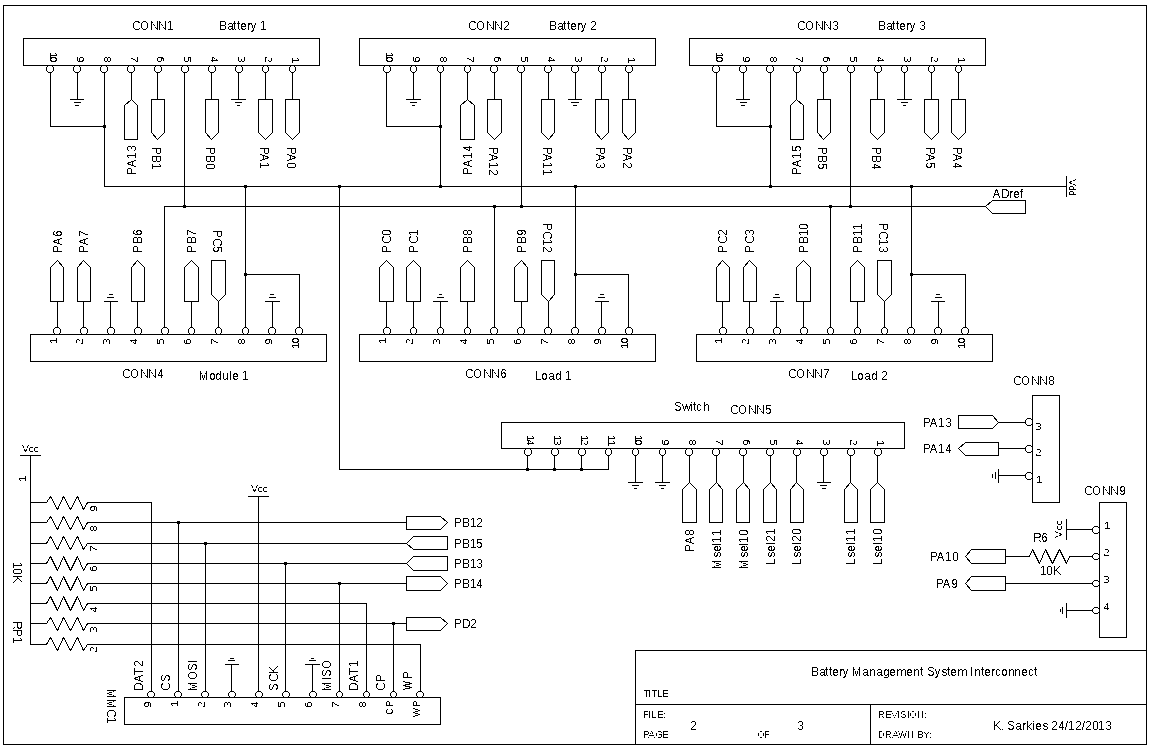 CONN1 Battery 1
CONN2 Battery 2
CONN3 Battery 3
10 9 8 7 6 5 4 3 2 1
10 9 8 7 6 5 4 3 2 1
10 9 8 7 6 5 4 3 2 1
PA13 PB1 PB0 PA1 PA0
PA14 PA12 PA11 PA3 PA2
PA15 PB5 PB4 PA5 PA4
Vdd
ADref
PA6 PA7 PB6 PB7 PC5
PC0 PC1 PB8 PB9 PC12
PC2 PC3 PB10 PB11 PC13
1 2 3 4 5 6 7 8 9 10
1 2 3 4 5 6 7 8 9 10
1 2 3 4 5 6 7 8 9 10
CONN4 Module 1
CONN6 Load 1
CONN7 Load 2
Switch CONN5
14 13 12 11 10 9 8 7 6 5 4 3 2 1
PA8 Msel11 Msel10 Lsel21 Lsel20 Lsel11 Lsel10
CONN8
PA13 3
PA14 2
1
CONN9
Vcc 1
PA10 R6 10K 2
PA9 3
4
Vcc
1
Vcc
9
8 PB12
7 PB15
6 PB13
10K
5 PB14
4
3 PD2
RP1
2
DAT2 CS MOSI SCK MISO DAT1 CP WP
MMC1
9 1 2 3 4 5 6 7 8 CP WP
Battery Management System Interconnect
TITLE
FILE:
REVISION:
PAGE 2 OF 3
DRAWN BY:
K. Sarkies 24/12/2013